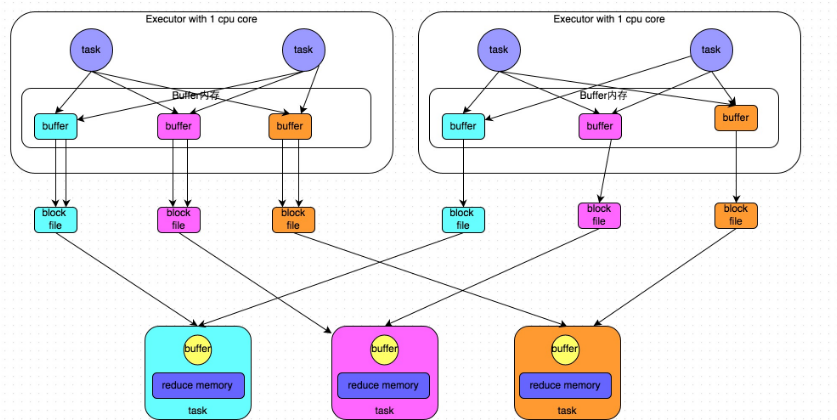 Executor with 1 cpu core
Executor with 1 cpu core
task
task
task
task
Buffer内存
Buffer内存
buffer
buffer
buffer
buffer
buffer
buffer
block
file
block
file
block
file
block
file
block
file
block
file
buffer
buffer
buffer
reduce memory
reduce memory
reduce memory
task
task
task